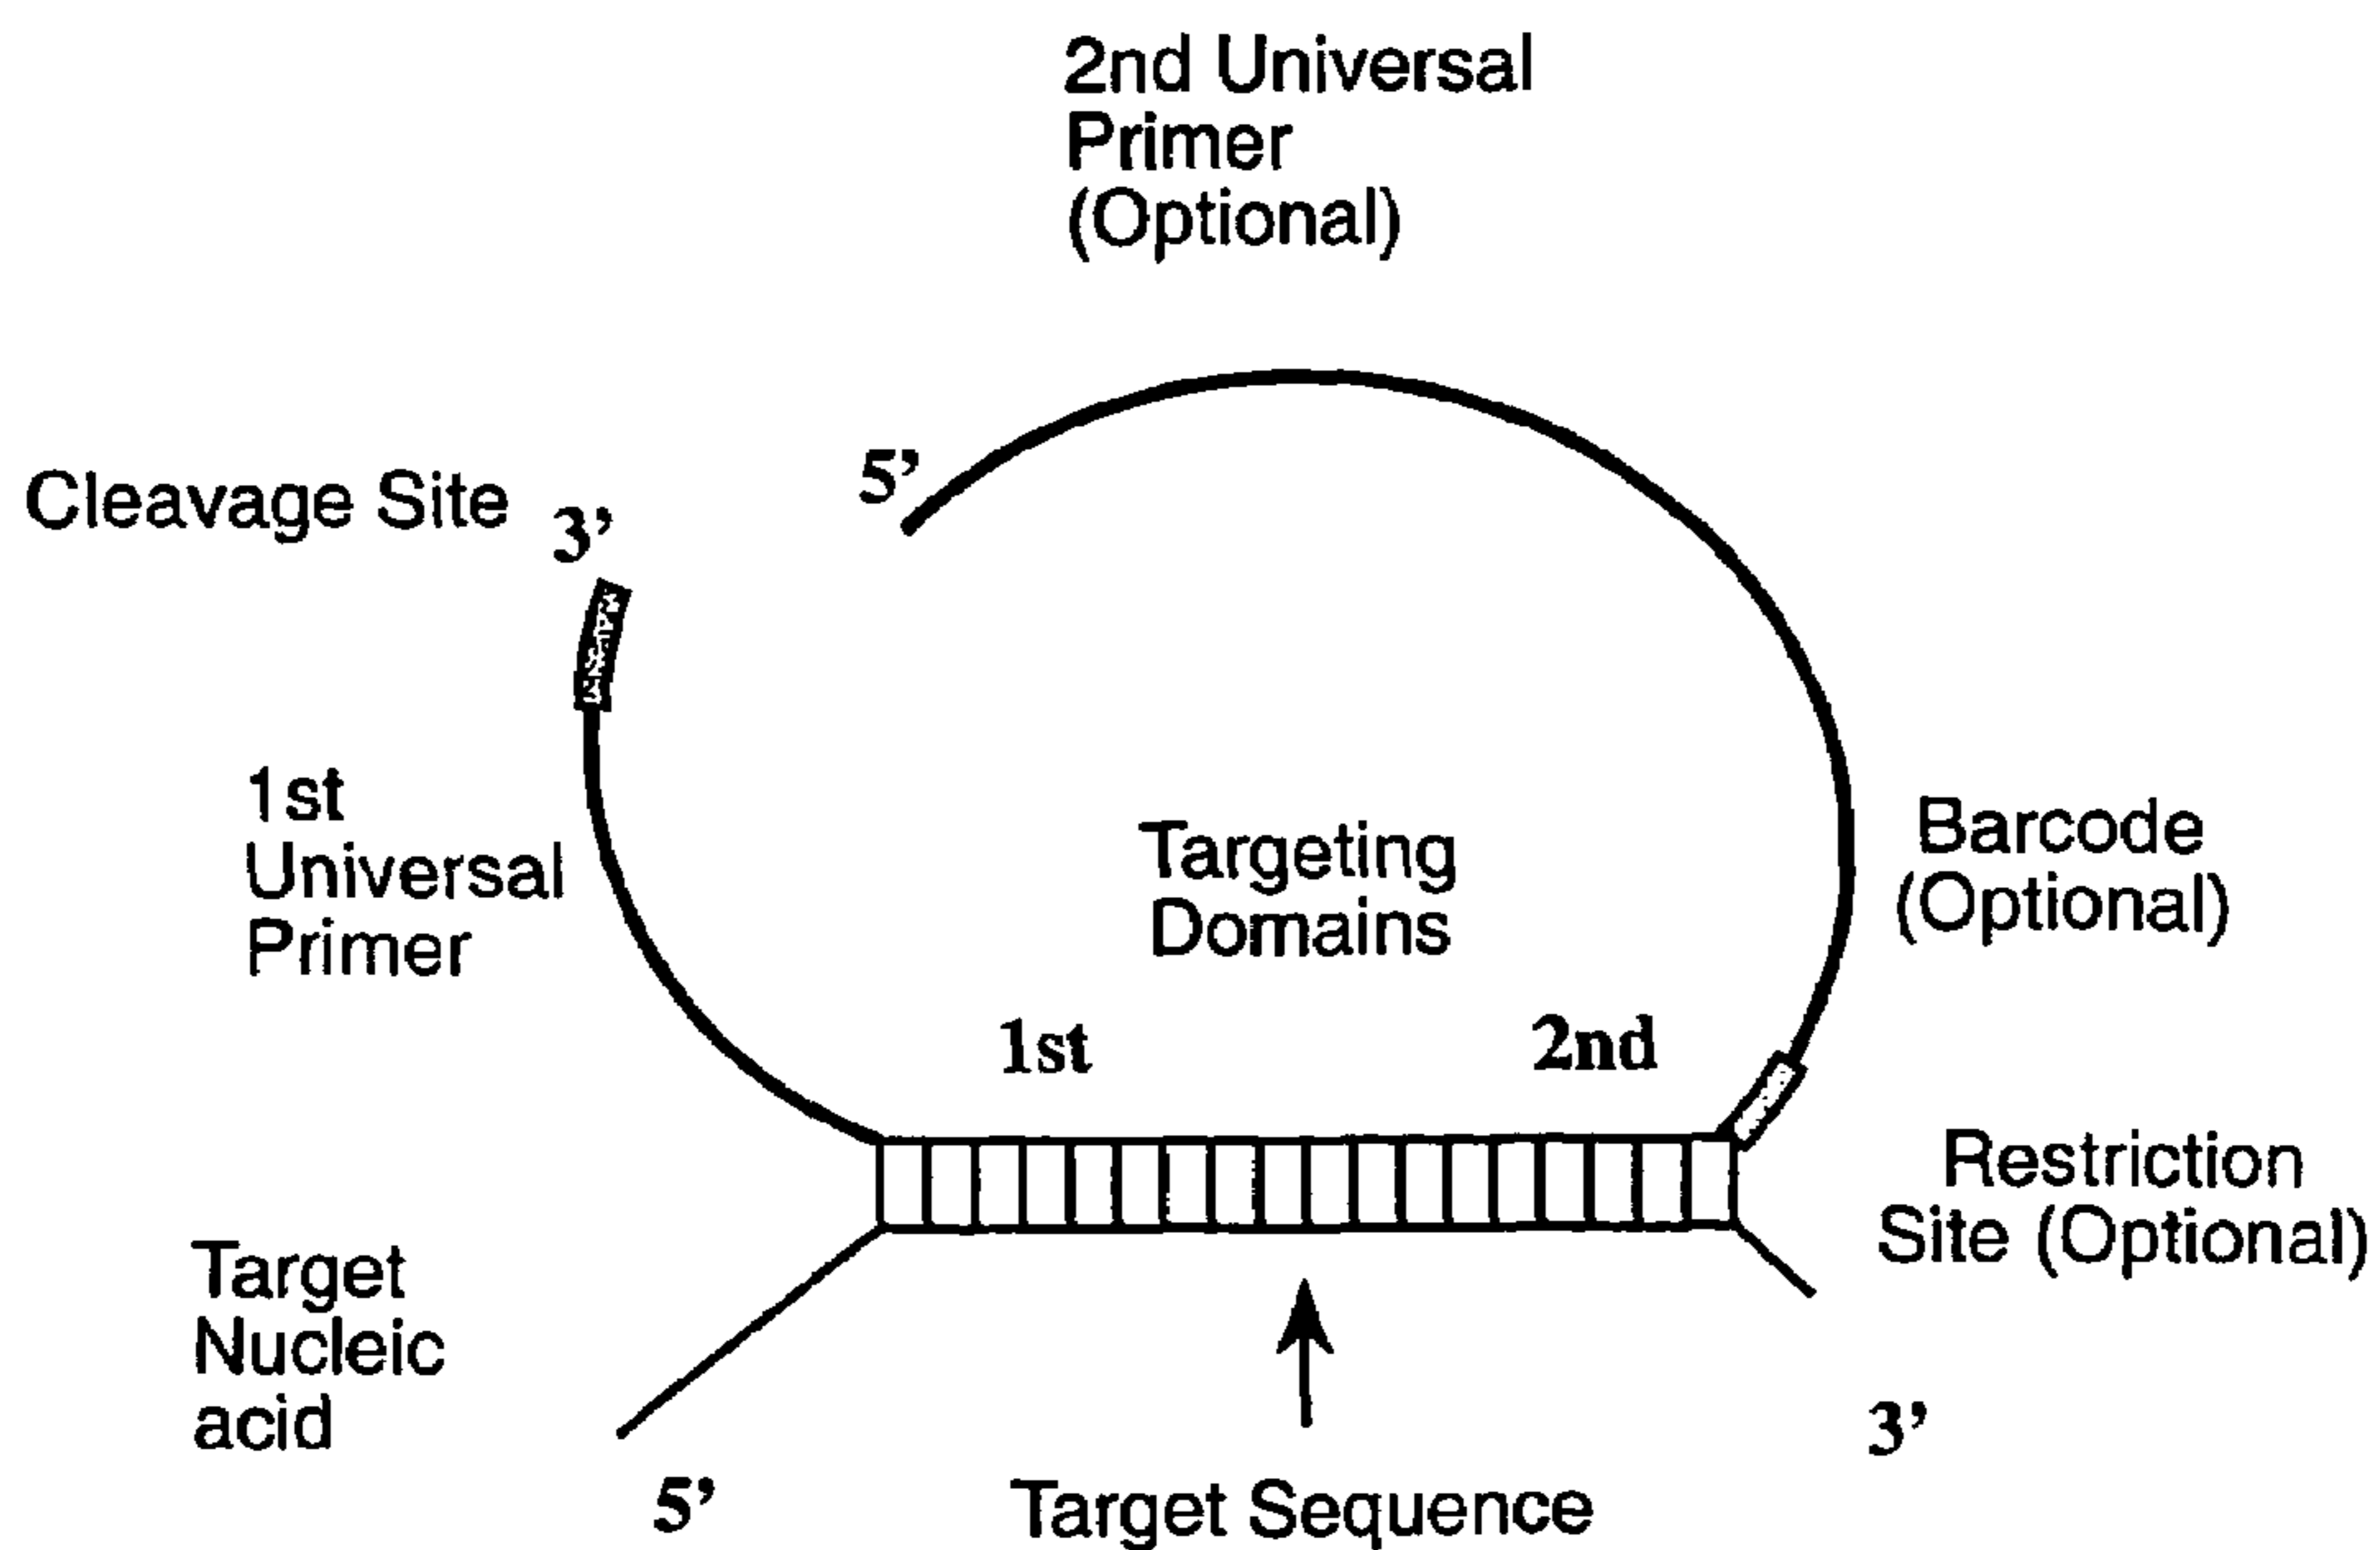 2nd Universal
Primer
(Optional)
5’
Cleavage Site
3’
1st
Universal
Primer
Targeting
Domains
Barcode
(Optional)
1st
2nd
Restriction
Site (Optional)
Target
Nucleic
acid
3’
5’
Target Sequence